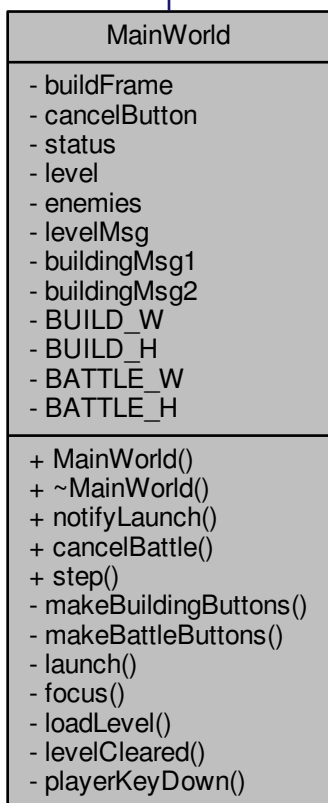 MainWorld
- buildFrame
- cancelButton
- status
- level
- enemies
- levelMsg
- buildingMsg1
- buildingMsg2
- BUILD_W
- BUILD_H
- BATTLE_W
- BATTLE_H
+ MainWorld()
+ ~MainWorld()
+ notifyLaunch()
+ cancelBattle()
+ step()
- makeBuildingButtons()
- makeBattleButtons()
- launch()
- focus()
- loadLevel()
- levelCleared()
- playerKeyDown()